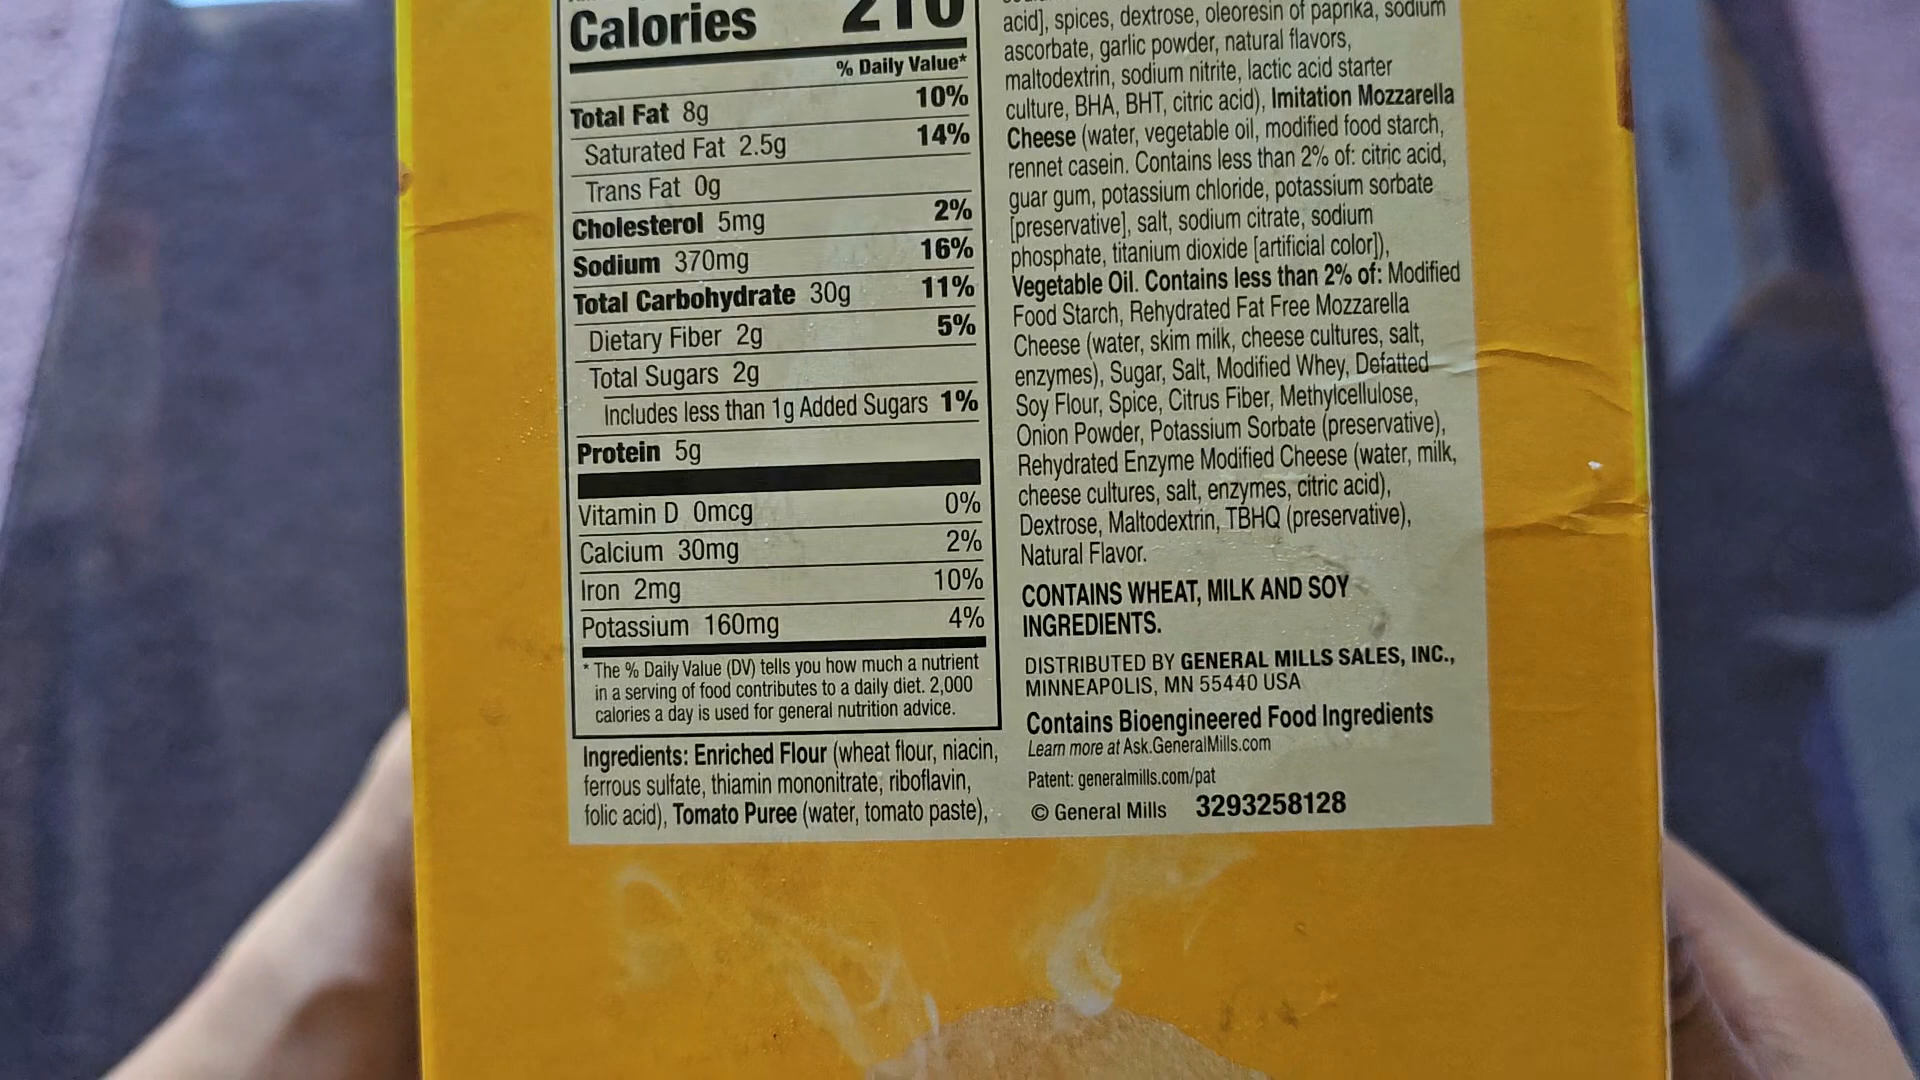 Calories 210
% Daily Value*
Total Fat 8g 10%
Saturated Fat 2.5g 14%
Trans Fat 0g
Cholesterol 5mg 2%
Sodium 370mg 16%
Total Carbohydrate 30g 11%
Dietary Fiber 2g 5%
Total Sugars 2g
Includes less than 1g Added Sugars 1%
Protein 5g
Vitamin D 0mcg 0%
Calcium 30mg 2%
Iron 2mg 10%
Potassium 160mg 4%
* The % Daily Value (DV) tells you how much a nutrient
in a serving of food contributes to a daily diet. 2,000
calories a day is used for general nutrition advice.
Ingredients: Enriched Flour (wheat flour, niacin,
ferrous sulfate, thiamin mononitrate, riboflavin,
folic acid), Tomato Puree (water, tomato paste),
acid], spices, dextrose, oleoresin of paprika, sodium
ascorbate, garlic powder, natural flavors,
maltodextrin, sodium nitrite, lactic acid starter
culture, BHA, BHT, citric acid), Imitation Mozzarella
Cheese (water, vegetable oil, modified food starch,
rennet casein. Contains less than 2% of: citric acid,
guar gum, potassium chloride, potassium sorbate
[preservative], salt, sodium citrate, sodium
phosphate, titanium dioxide [artificial color]),
Vegetable Oil. Contains less than 2% of: Modified
Food Starch, Rehydrated Fat Free Mozzarella
Cheese (water, skim milk, cheese cultures, salt,
enzymes), Sugar, Salt, Modified Whey, Defatted
Soy Flour, Spice, Citrus Fiber, Methylcellulose,
Onion Powder, Potassium Sorbate (preservative),
Rehydrated Enzyme Modified Cheese (water, milk,
cheese cultures, salt, enzymes, citric acid),
Dextrose, Maltodextrin, TBHQ (preservative),
Natural Flavor.
CONTAINS WHEAT, MILK AND SOY
INGREDIENTS.
DISTRIBUTED BY GENERAL MILLS SALES, INC.,
MINNEAPOLIS, MN 55440 USA
Contains Bioengineered Food Ingredients
Learn more at Ask.GeneralMills.com
Patent: generalmills.com/pat
© General Mills 3293258128